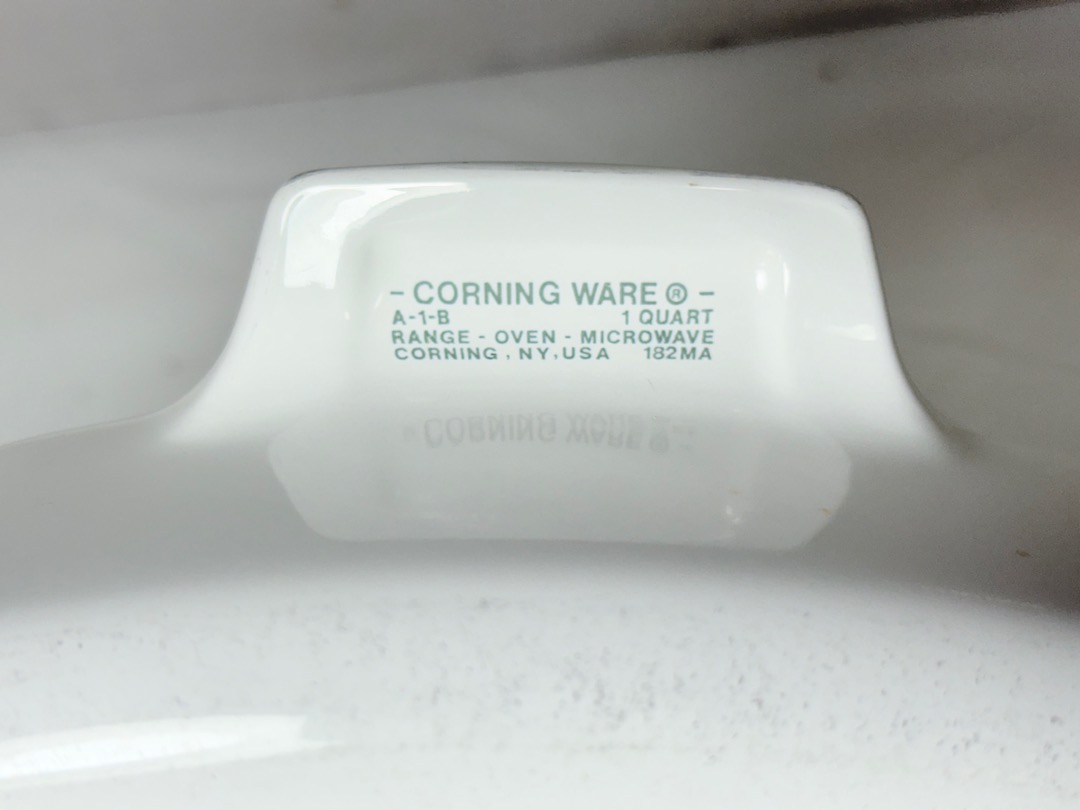 - CORNING WARE ® -
A-1-B 1 QUART
RANGE - OVEN - MICROWAVE
CORNING, NY, USA 182MA